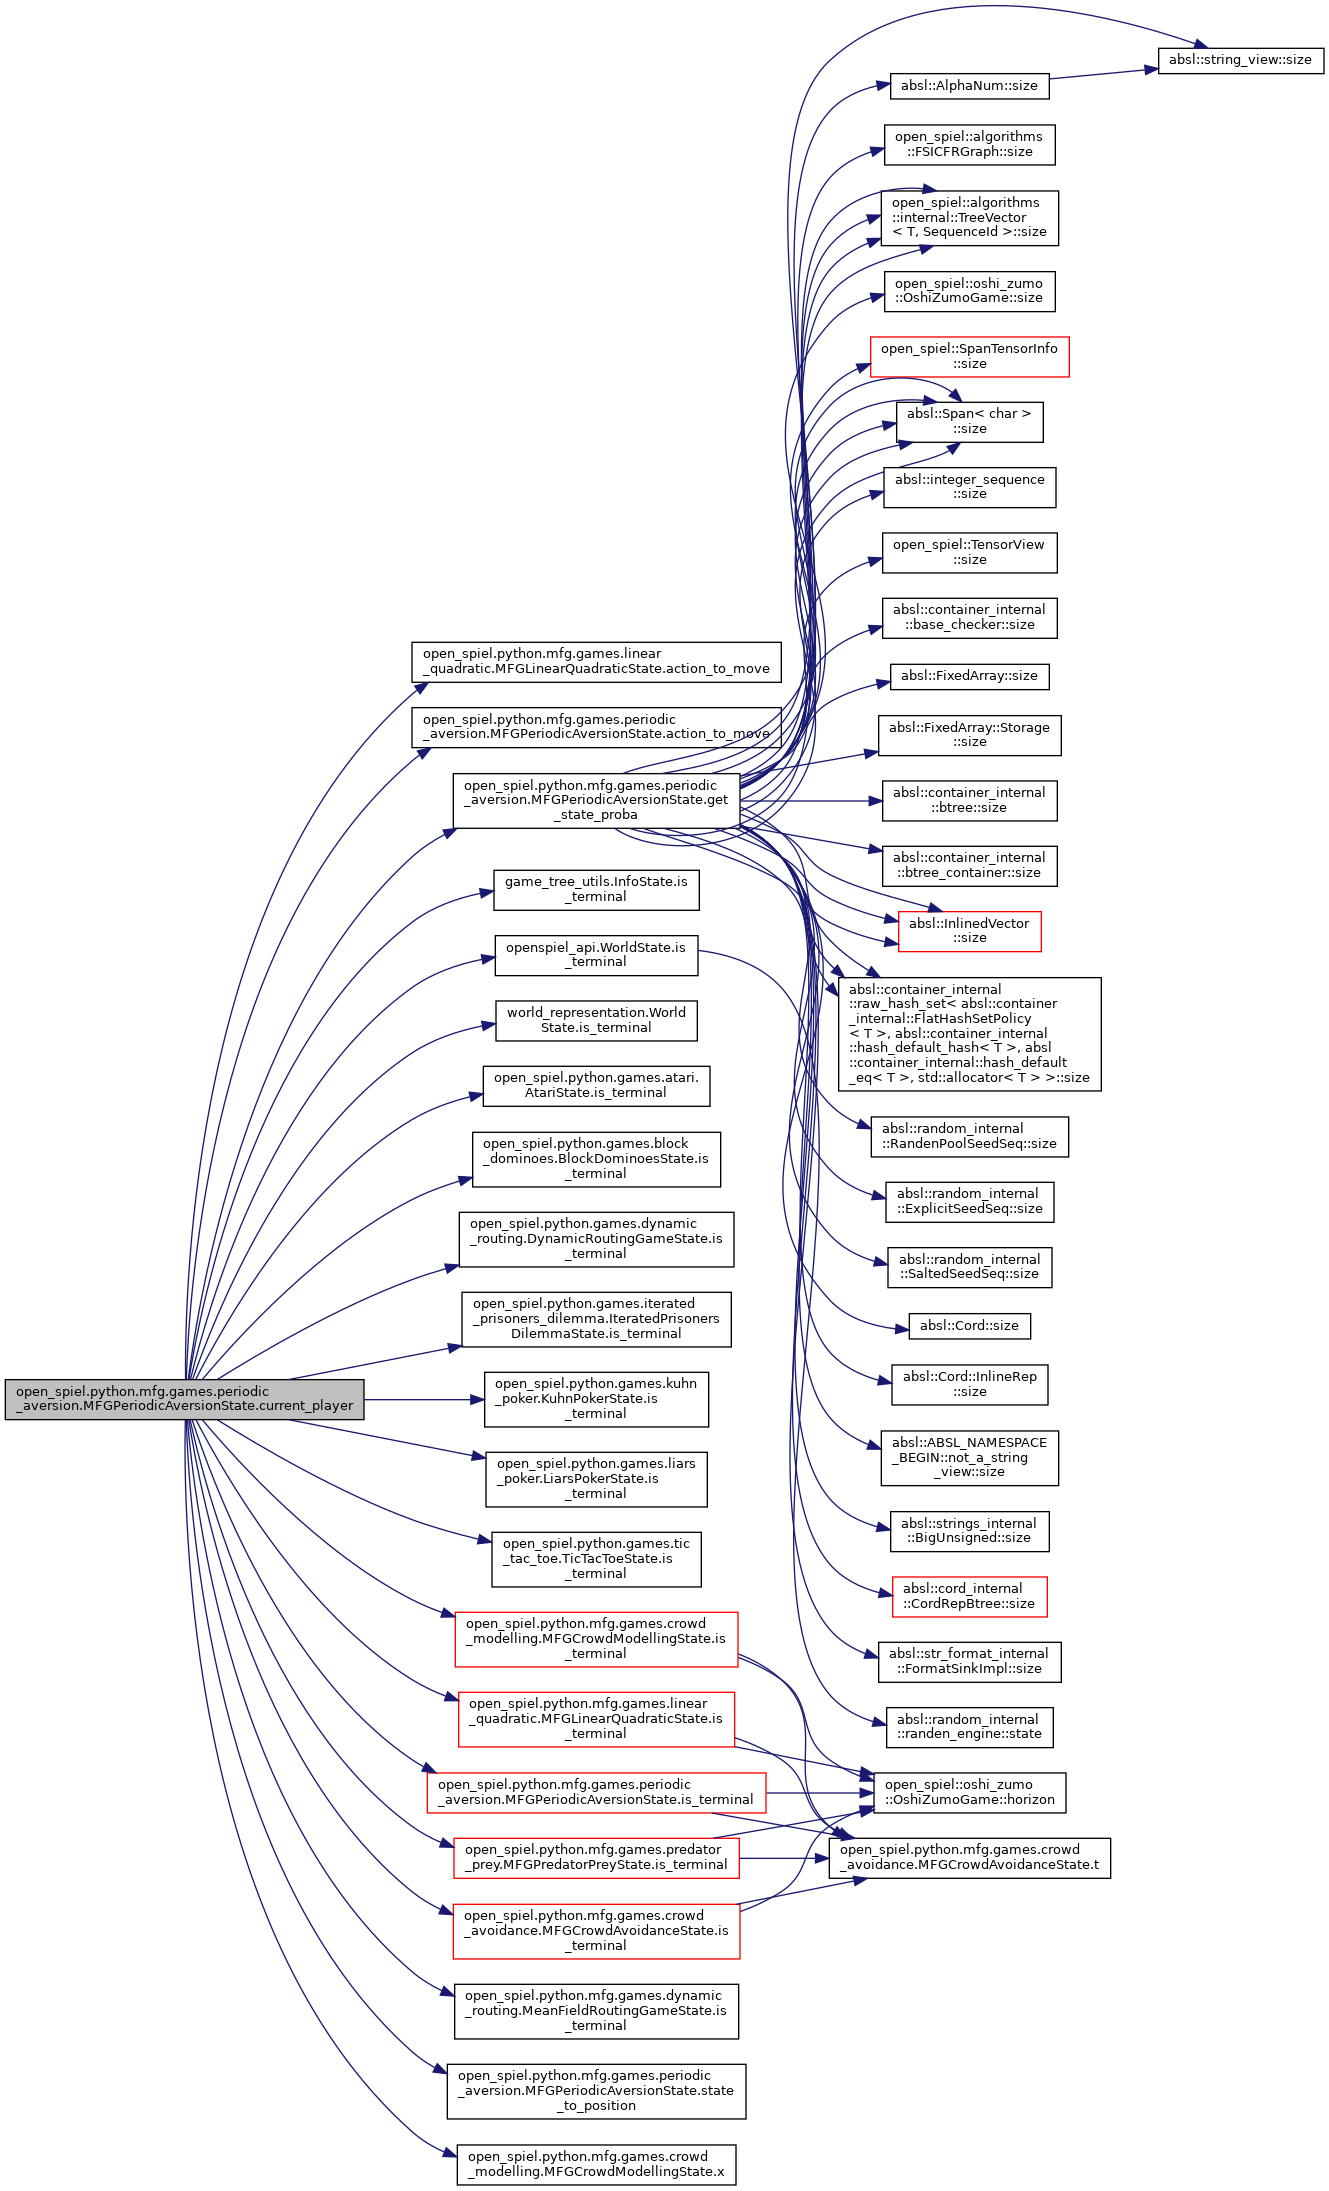 open_spiel.python.mfg.games.periodic
_aversion.MFGPeriodicAversionState.current_player
open_spiel.python.mfg.games.linear
_quadratic.MFGLinearQuadraticState.action_to_move
open_spiel.python.mfg.games.periodic
_aversion.MFGPeriodicAversionState.action_to_move
open_spiel.python.mfg.games.periodic
_aversion.MFGPeriodicAversionState.get
_state_proba
game_tree_utils.InfoState.is
_terminal
openspiel_api.WorldState.is
_terminal
world_representation.World
State.is_terminal
open_spiel.python.games.atari.
AtariState.is_terminal
open_spiel.python.games.block
_dominoes.BlockDominoesState.is
_terminal
open_spiel.python.games.dynamic
_routing.DynamicRoutingGameState.is
_terminal
open_spiel.python.games.iterated
_prisoners_dilemma.IteratedPrisoners
DilemmaState.is_terminal
open_spiel.python.games.kuhn
_poker.KuhnPokerState.is
_terminal
open_spiel.python.games.liars
_poker.LiarsPokerState.is
_terminal
open_spiel.python.games.tic
_tac_toe.TicTacToeState.is
_terminal
open_spiel.python.mfg.games.crowd
_modelling.MFGCrowdModellingState.is
_terminal
open_spiel.python.mfg.games.linear
_quadratic.MFGLinearQuadraticState.is
_terminal
open_spiel.python.mfg.games.periodic
_aversion.MFGPeriodicAversionState.is_terminal
open_spiel.python.mfg.games.predator
_prey.MFGPredatorPreyState.is_terminal
open_spiel.python.mfg.games.crowd
_avoidance.MFGCrowdAvoidanceState.is
_terminal
open_spiel.python.mfg.games.dynamic
_routing.MeanFieldRoutingGameState.is
_terminal
open_spiel.python.mfg.games.periodic
_aversion.MFGPeriodicAversionState.state
_to_position
open_spiel.python.mfg.games.crowd
_modelling.MFGCrowdModellingState.x
absl::string_view::size
absl::AlphaNum::size
open_spiel::algorithms
::FSICFRGraph::size
open_spiel::algorithms
::internal::TreeVector
< T, SequenceId >::size
open_spiel::oshi_zumo
::OshiZumoGame::size
open_spiel::SpanTensorInfo
::size
absl::Span< char >
::size
absl::integer_sequence
::size
open_spiel::TensorView
::size
absl::container_internal
::base_checker::size
absl::FixedArray::size
absl::FixedArray::Storage
::size
absl::container_internal
::btree::size
absl::container_internal
::btree_container::size
absl::InlinedVector
::size
absl::container_internal
::raw_hash_set< absl::container
_internal::FlatHashSetPolicy
< T >, absl::container_internal
::hash_default_hash< T >, absl
::container_internal::hash_default
_eq< T >, std::allocator< T > >::size
absl::random_internal
::RandenPoolSeedSeq::size
absl::random_internal
::ExplicitSeedSeq::size
absl::random_internal
::SaltedSeedSeq::size
absl::Cord::size
absl::Cord::InlineRep
::size
absl::ABSL_NAMESPACE
_BEGIN::not_a_string
_view::size
absl::strings_internal
::BigUnsigned::size
absl::cord_internal
::CordRepBtree::size
absl::str_format_internal
::FormatSinkImpl::size
absl::random_internal
::randen_engine::state
open_spiel::oshi_zumo
::OshiZumoGame::horizon
open_spiel.python.mfg.games.crowd
_avoidance.MFGCrowdAvoidanceState.t